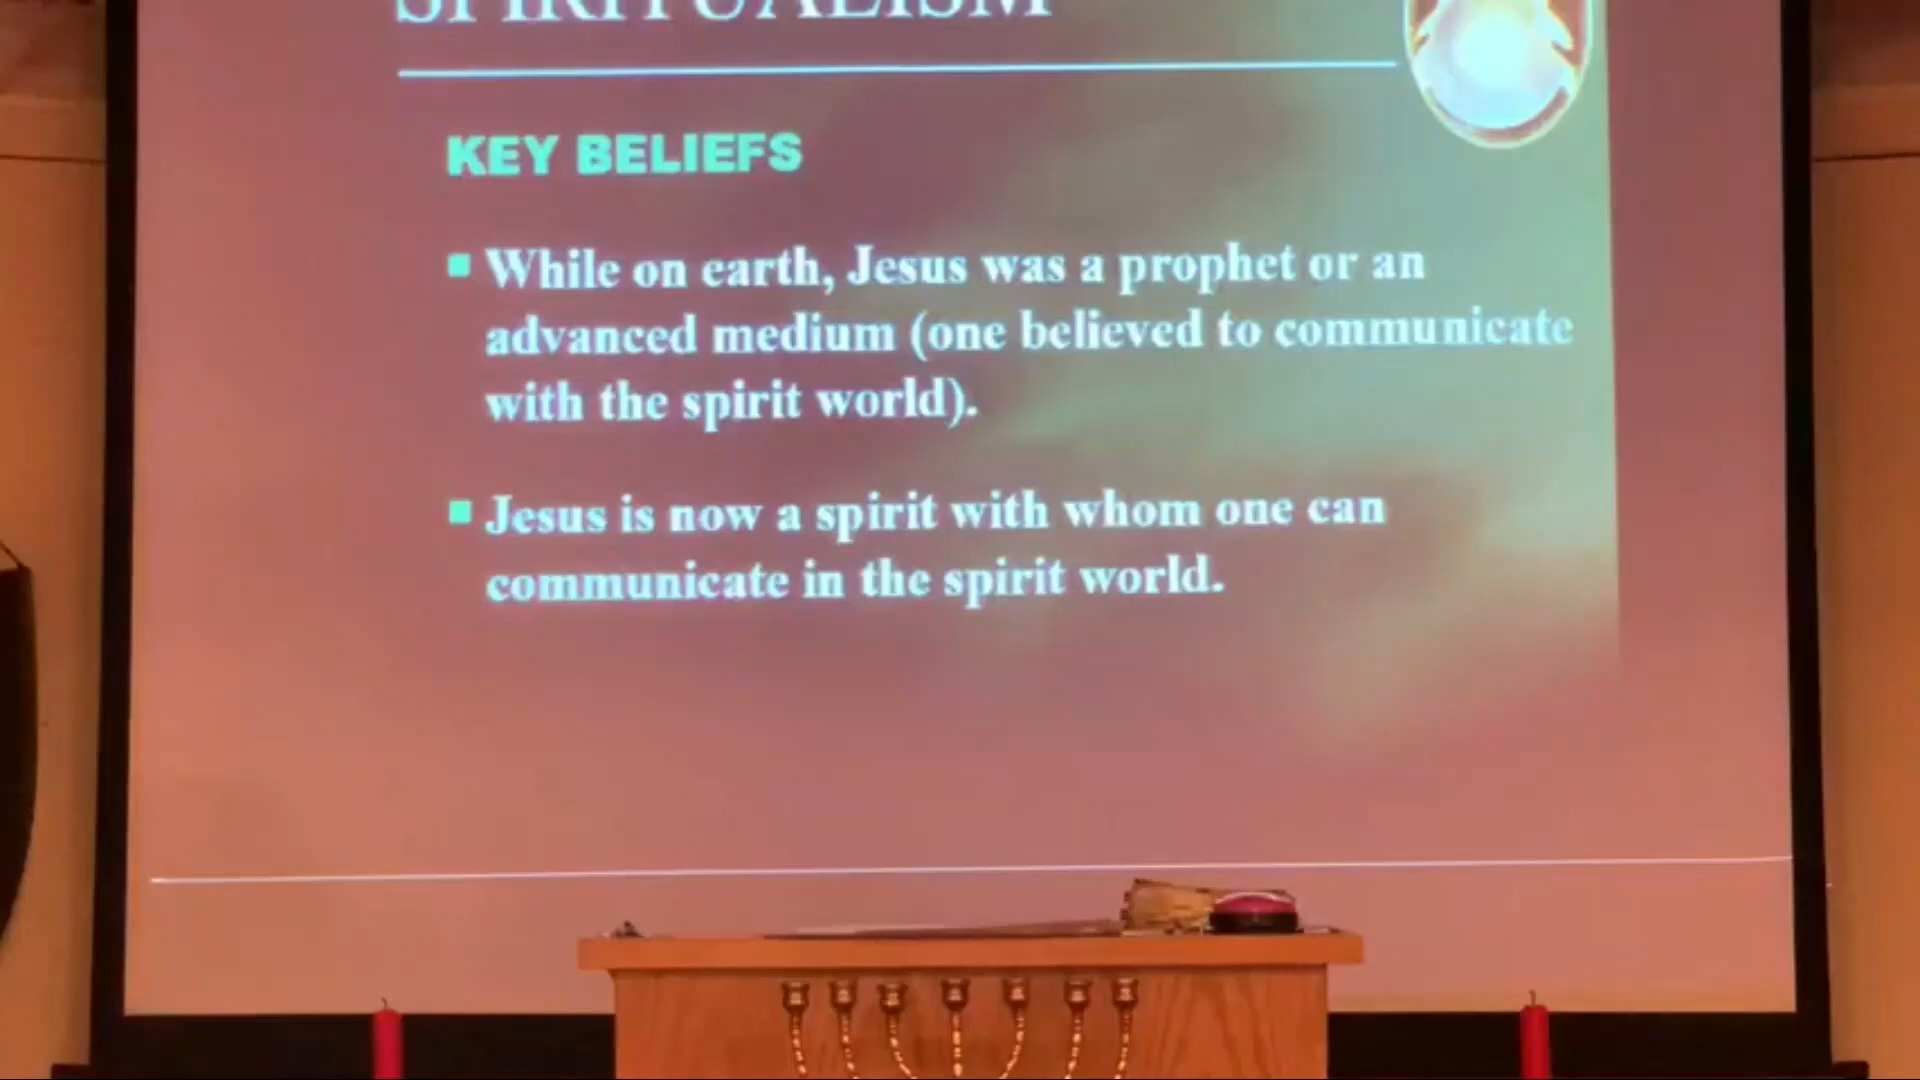 SPIRITUALISM
KEY BELIEFS
While on earth, Jesus was a prophet or an
advanced medium (one believed to communicate
with the spirit world).
Jesus is now a spirit with whom one can
communicate in the spirit world.